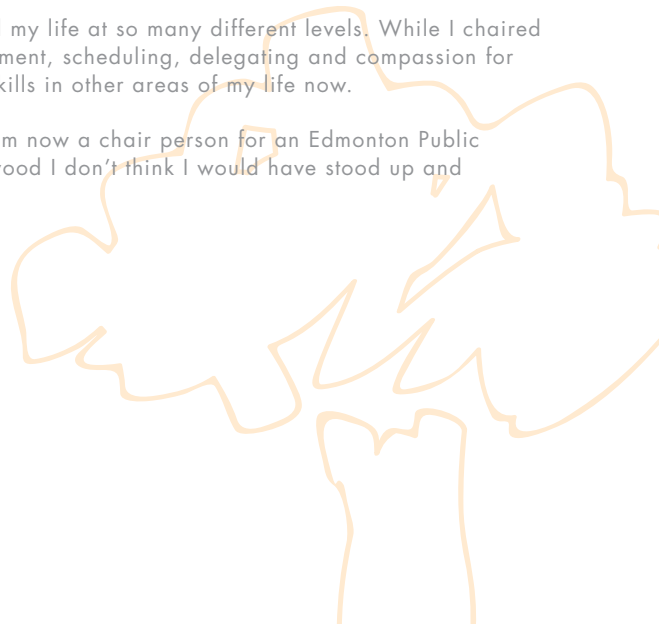 my life at so many different levels. While I chaired
ment, scheduling, delegating and compassion for
kills in other areas of my life now.
m now a chair person for an Edmonton Public
ood I don't think I would have stood up and